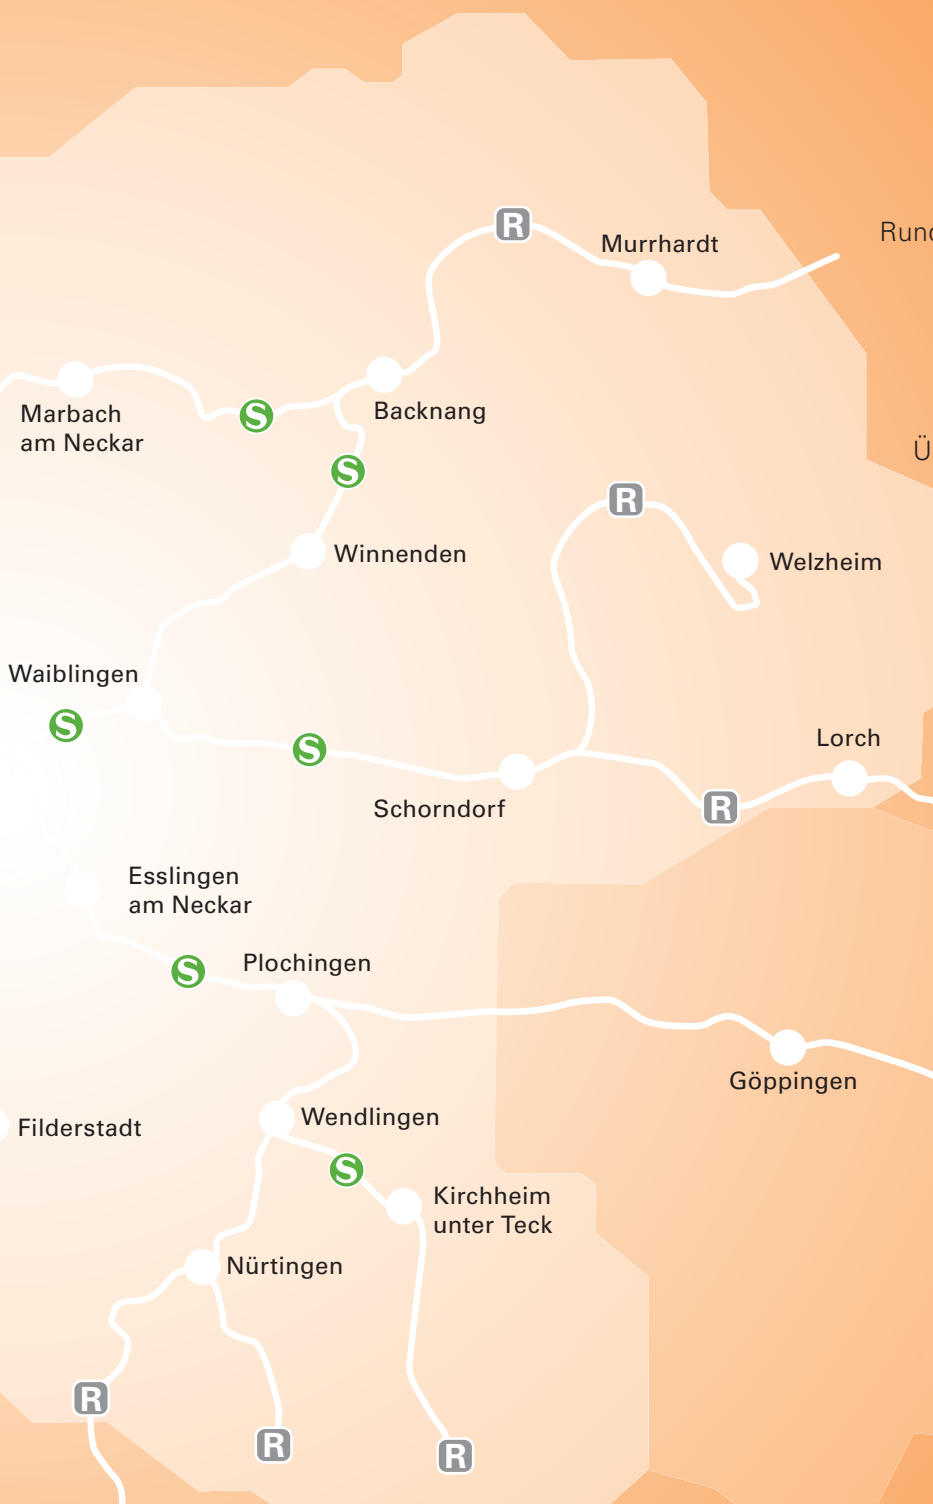 R
Murrhardt
Rund
Marbach
am Neckar
S
Backnang
S
R
Winnenden
Welzheim
Waiblingen
S
S
Lorch
Schorndorf
R
Esslingen
am Neckar
S
Plochingen
Göppingen
Filderstadt
Wendlingen
S
Kirchheim
unter Teck
Nürtingen
R
R
R
Ü